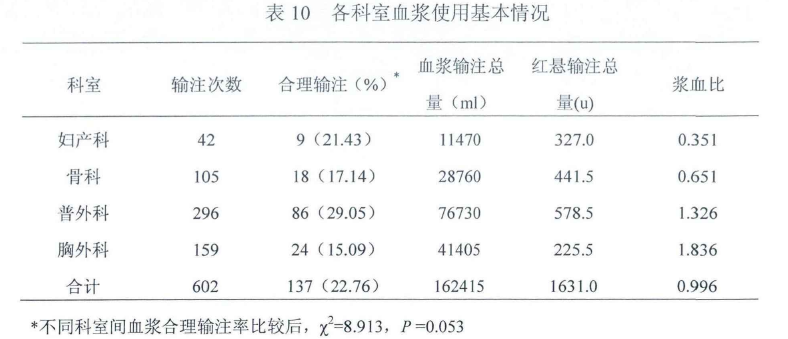 表 10 各科室血浆使用基本情况
科室 输注次数 合理输注（%）* 血浆输注总量（ml） 红悬输注总量(u) 浆血比
妇产科 42 9（21.43） 11470 327.0 0.351
骨科 105 18（17.14） 28760 441.5 0.651
普外科 296 86（29.05） 76730 578.5 1.326
胸外科 159 24（15.09） 41405 225.5 1.836
合计 602 137（22.76） 162415 1631.0 0.996
*不同科室间血浆合理输注率比较后，χ²=8.913，P =0.053